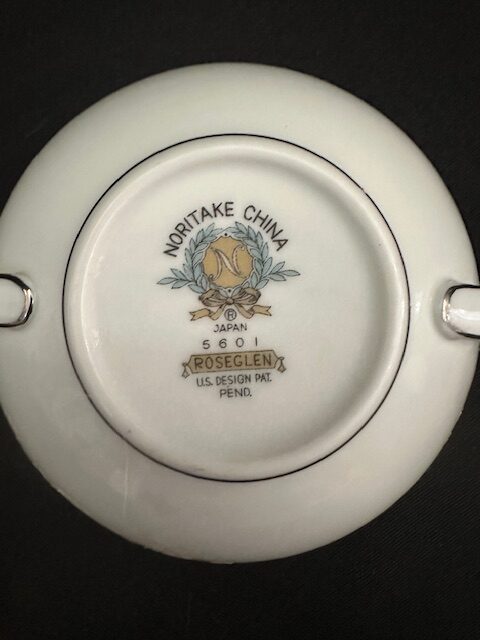 NORITAKE CHINA
N
®
JAPAN
5601
ROSEGLEN
U.S. DESIGN PAT.
PEND.